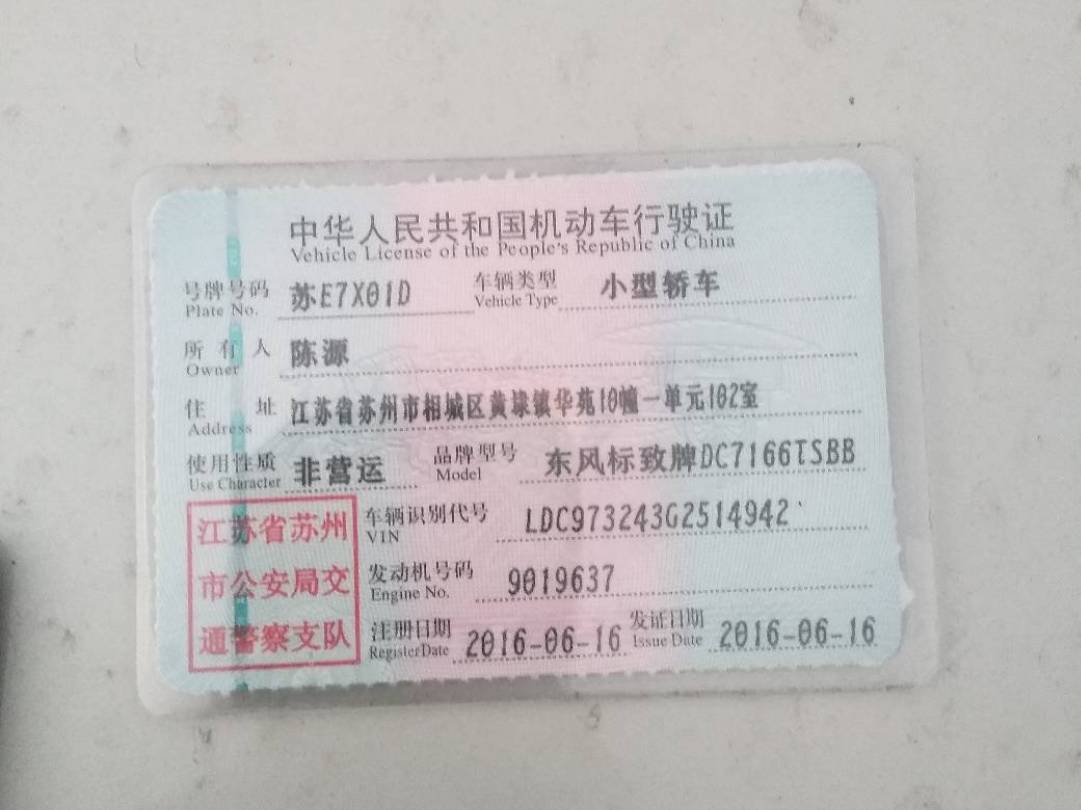 中华人民共和国机动车行驶证
Vehicle License of the People's Republic of China
号牌号码 苏E7X01D 车辆类型 小型轿车
Plate No. Vehicle Type
所有人 陈源
Owner
住址 江苏省苏州市相城区黄埭镇华苑10幢一单元102室
Address
使用性质 非营运 品牌型号 东风标致牌DC7166TSBB
Use Character Model
江苏省苏州 车辆识别代号 LDC973243G2514942
VIN
市公安局交 发动机号码 9019637
Engine No.
通警察支队 注册日期 2016-06-16 发证日期 2016-06-16
Register Date Issue Date